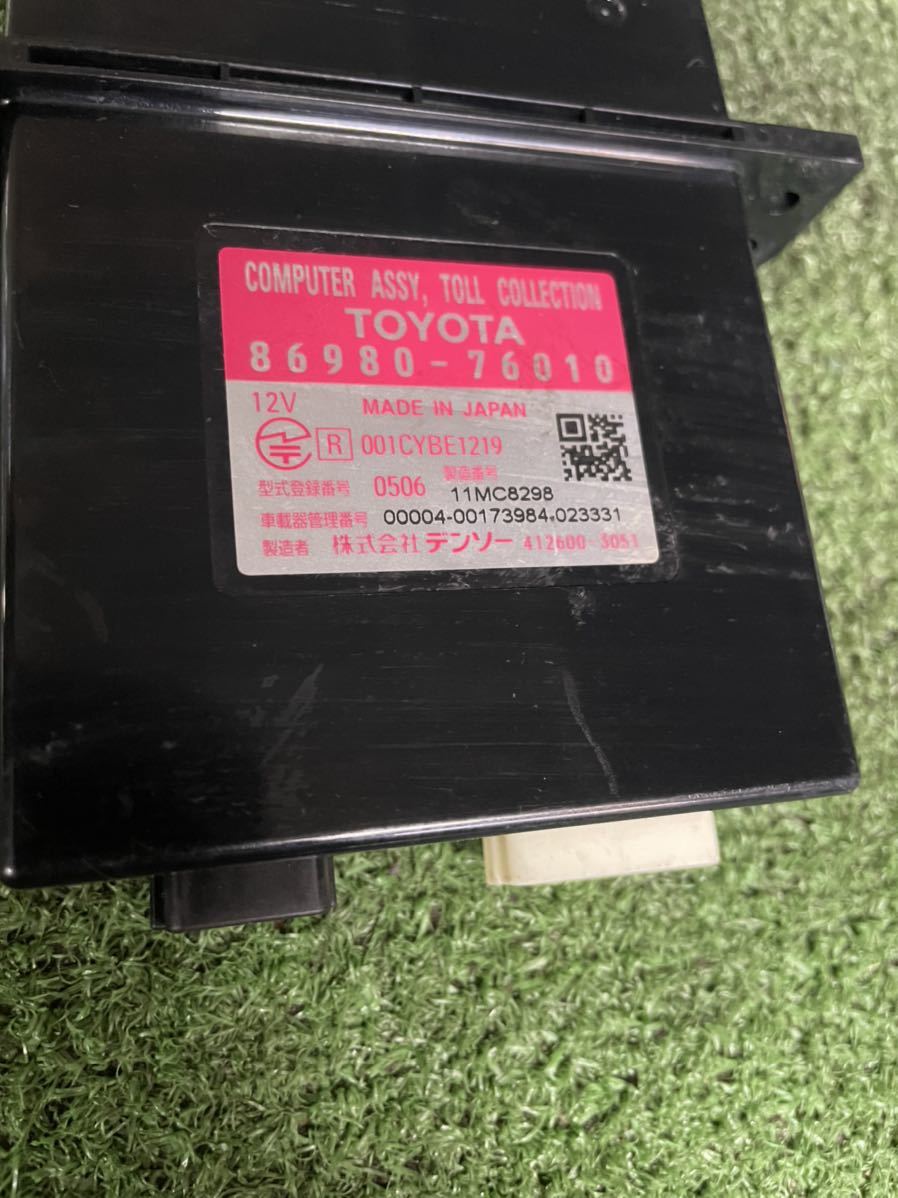 COMPUTER ASSY, TOLL COLLECTION
TOYOTA
86980-76010
12V MADE IN JAPAN
R 001CYBE1219
型式登録番号 0506 製造番号 11MC8298
車載器管理番号 00004-00173984-023331
製造者 株式会社 デンソー 412600-3051